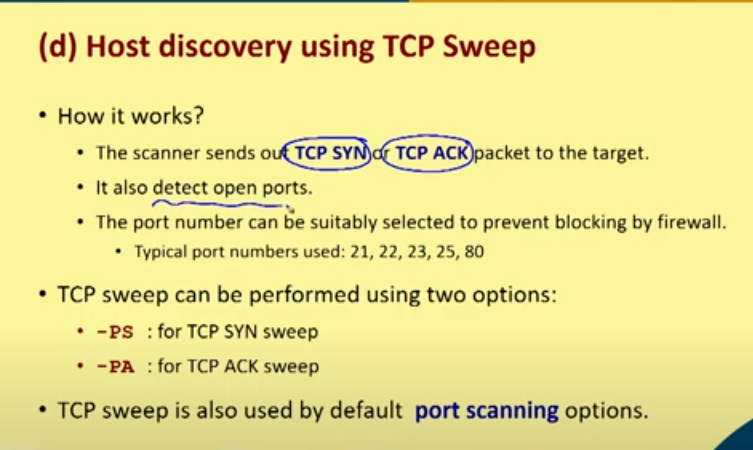 (d) Host discovery using TCP Sweep
• How it works?
• The scanner sends out TCP SYN or TCP ACK packet to the target.
• It also detect open ports.
• The port number can be suitably selected to prevent blocking by firewall.
• Typical port numbers used: 21, 22, 23, 25, 80
• TCP sweep can be performed using two options:
• -PS : for TCP SYN sweep
• -PA : for TCP ACK sweep
• TCP sweep is also used by default port scanning options.